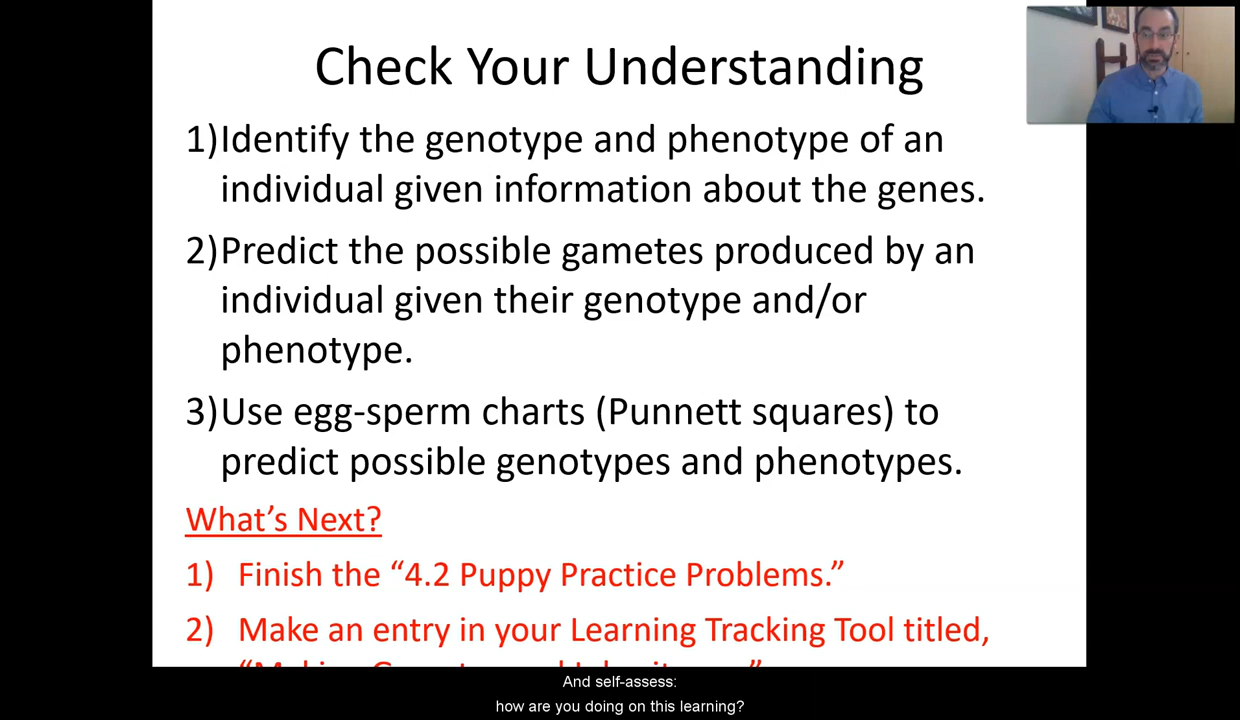 Check Your Understanding
1)Identify the genotype and phenotype of an
individual given information about the genes.
2)Predict the possible gametes produced by an
individual given their genotype and/or
phenotype.
3)Use egg-sperm charts (Punnett squares) to
predict possible genotypes and phenotypes.
What’s Next?
1) Finish the “4.2 Puppy Practice Problems.”
2) Make an entry in your Learning Tracking Tool titled,
And self-assess:
how are you doing on this learning?